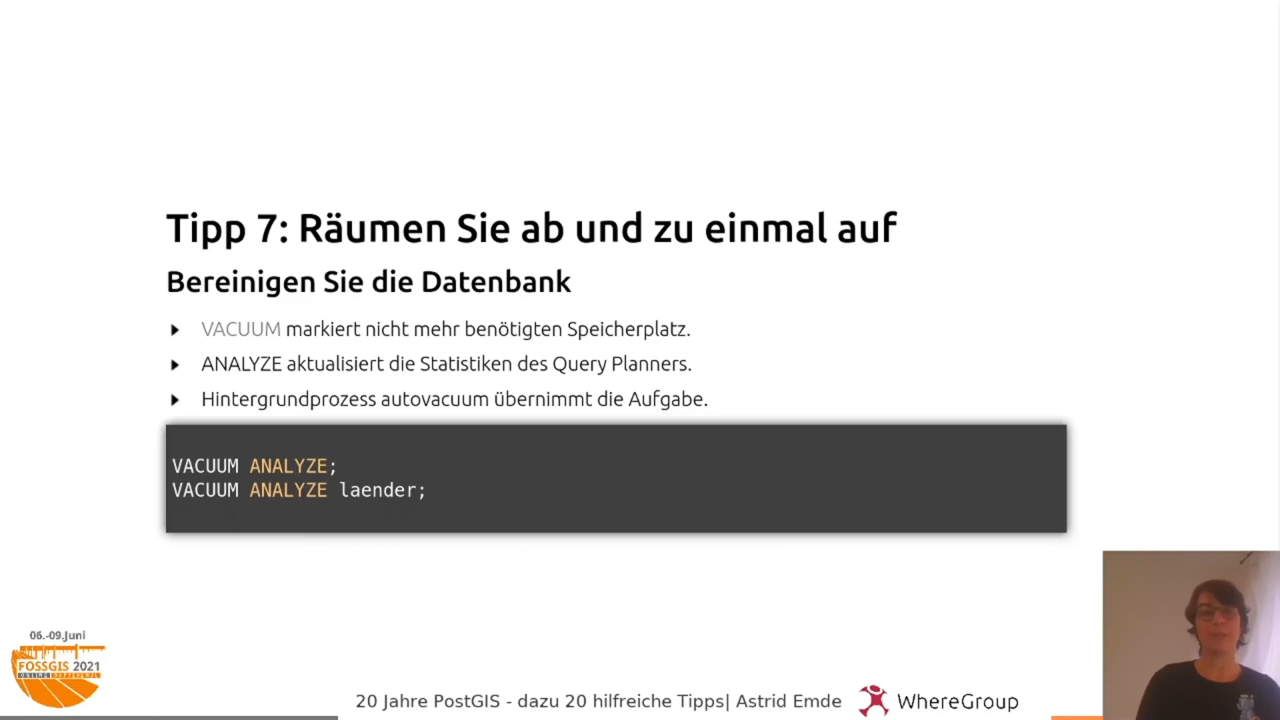 Tipp 7: Räumen Sie ab und zu einmal auf
Bereinigen Sie die Datenbank
VACUUM markiert nicht mehr benötigten Speicherplatz.
ANALYZE aktualisiert die Statistiken des Query Planners.
Hintergrundprozess autovacuum übernimmt die Aufgabe.
VACUUM ANALYZE;
VACUUM ANALYZE laender;
06.-09.Juni
FOSSGIS 2021
20 Jahre PostGIS - dazu 20 hilfreiche Tipps| Astrid Emde
WhereGroup